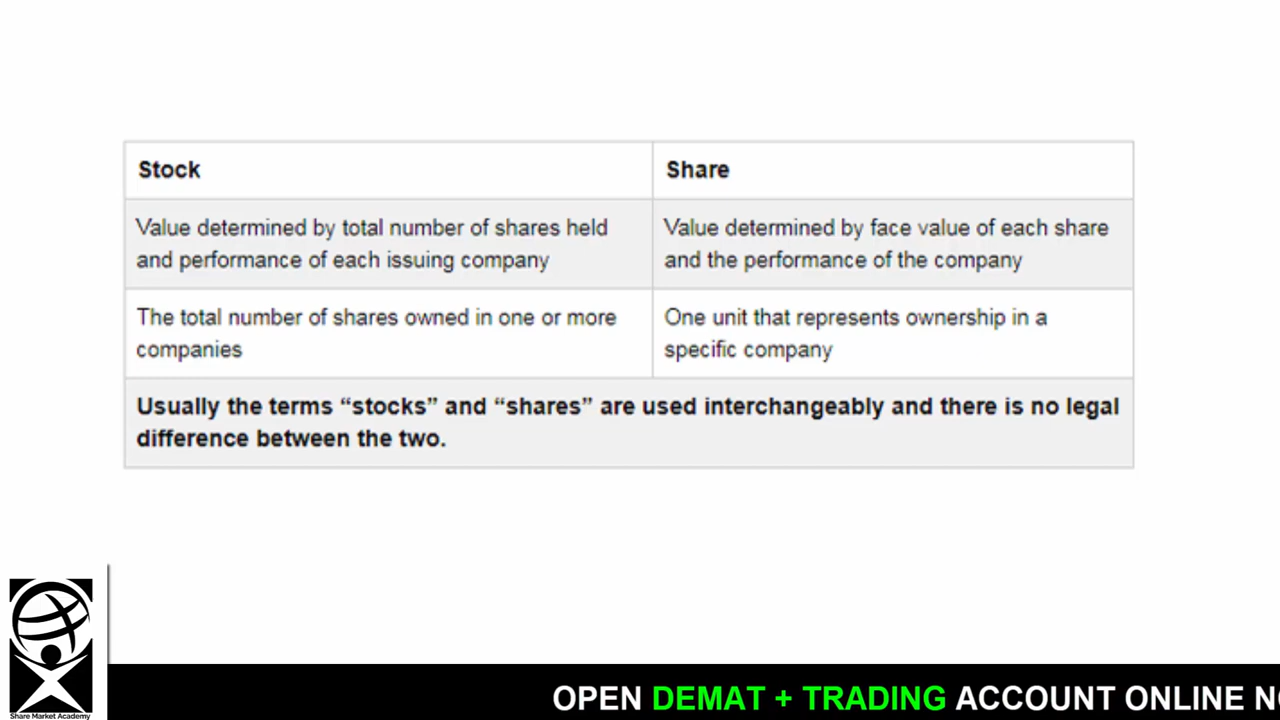 Stock
Share
Value determined by total number of shares held
and performance of each issuing company
Value determined by face value of each share
and the performance of the company
The total number of shares owned in one or more
companies
One unit that represents ownership in a
specific company
Usually the terms “stocks” and “shares” are used interchangeably and there is no legal
difference between the two.
Share Market Academy
OPEN DEMAT + TRADING ACCOUNT ONLINE